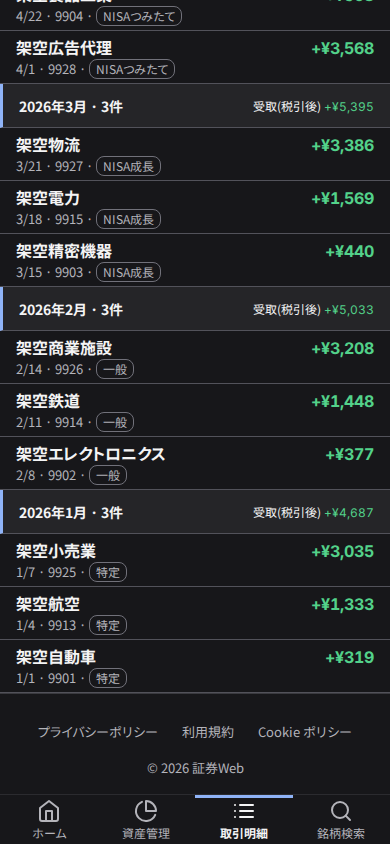 4/22 · 9904 · NISAつみたて
架空広告代理 +¥3,568
4/1 · 9928 · NISAつみたて
2026年3月 · 3件 受取(税引後) +¥5,395
架空物流 +¥3,386
3/21 · 9927 · NISA成長
架空電力 +¥1,569
3/18 · 9915 · NISA成長
架空精密機器 +¥440
3/15 · 9903 · NISA成長
2026年2月 · 3件 受取(税引後) +¥5,033
架空商業施設 +¥3,208
2/14 · 9926 · 一般
架空鉄道 +¥1,448
2/11 · 9914 · 一般
架空エレクトロニクス +¥377
2/8 · 9902 · 一般
2026年1月 · 3件 受取(税引後) +¥4,687
架空小売業 +¥3,035
1/7 · 9925 · 特定
架空航空 +¥1,333
1/4 · 9913 · 特定
架空自動車 +¥319
1/1 · 9901 · 特定
プライバシーポリシー 利用規約 Cookie ポリシー
© 2026 証券Web
ホーム 資産管理 取引明細 銘柄検索